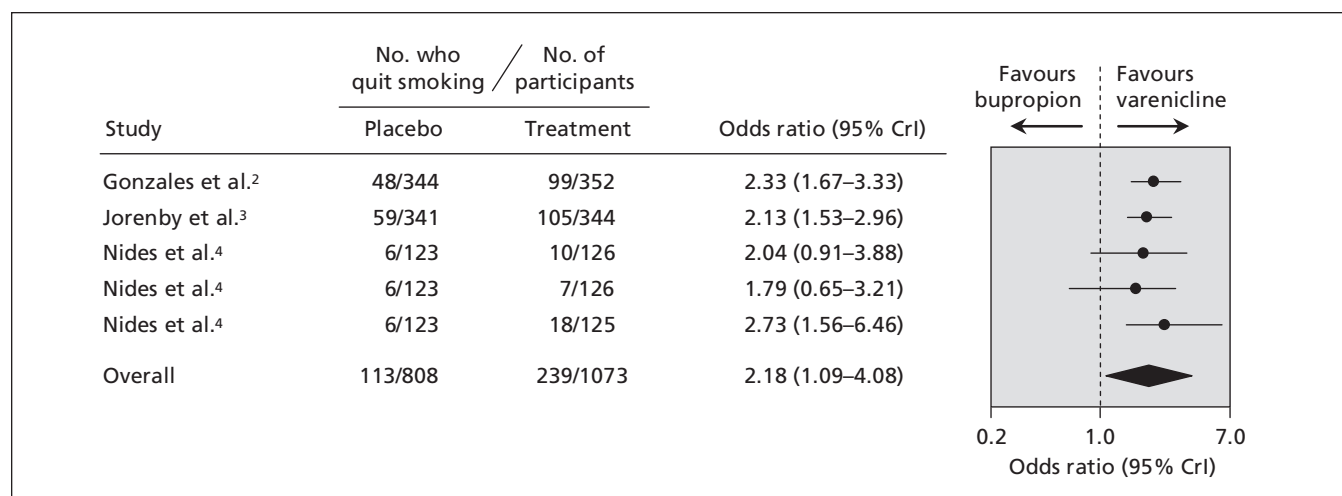 No. who quit smoking / No. of participants
Favours bupropion Favours varenicline
Study Placebo Treatment Odds ratio (95% CrI)
Gonzales et al.2 48/344 99/352 2.33 (1.67–3.33)
Jorenby et al.3 59/341 105/344 2.13 (1.53–2.96)
Nides et al.4 6/123 10/126 2.04 (0.91–3.88)
Nides et al.4 6/123 7/126 1.79 (0.65–3.21)
Nides et al.4 6/123 18/125 2.73 (1.56–6.46)
Overall 113/808 239/1073 2.18 (1.09–4.08)
0.2 1.0 7.0
Odds ratio (95% CrI)